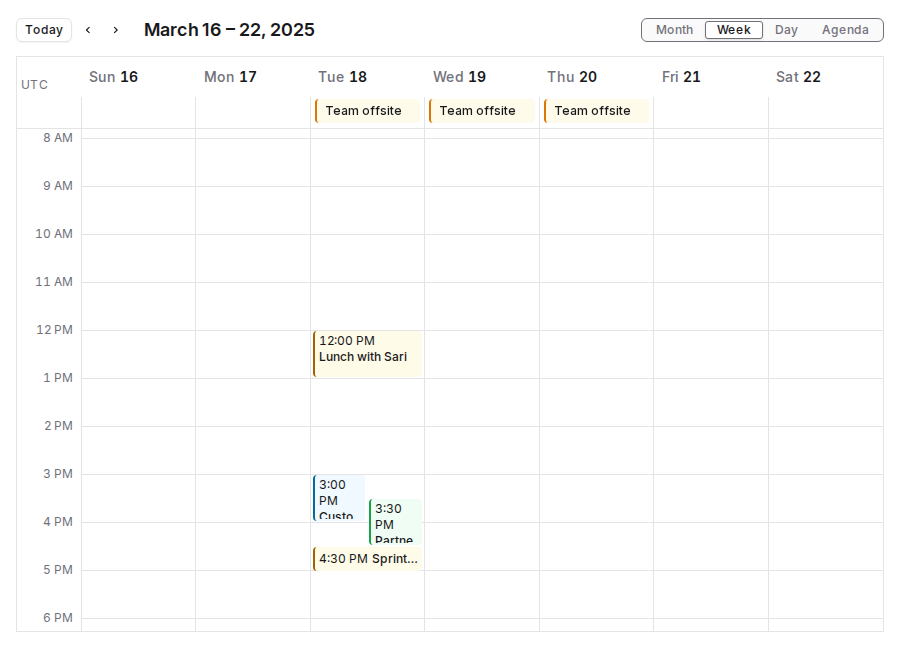 Today ‹ › March 16 – 22, 2025 Month Week Day Agenda
UTC Sun 16 Mon 17 Tue 18 Wed 19 Thu 20 Fri 21 Sat 22
Team offsite Team offsite Team offsite
8 AM
9 AM
10 AM
11 AM
12 PM
12:00 PM
Lunch with Sari
1 PM
2 PM
3 PM
3:00
PM
Custo
3:30
PM
Partne
4 PM
4:30 PM Sprint...
5 PM
6 PM